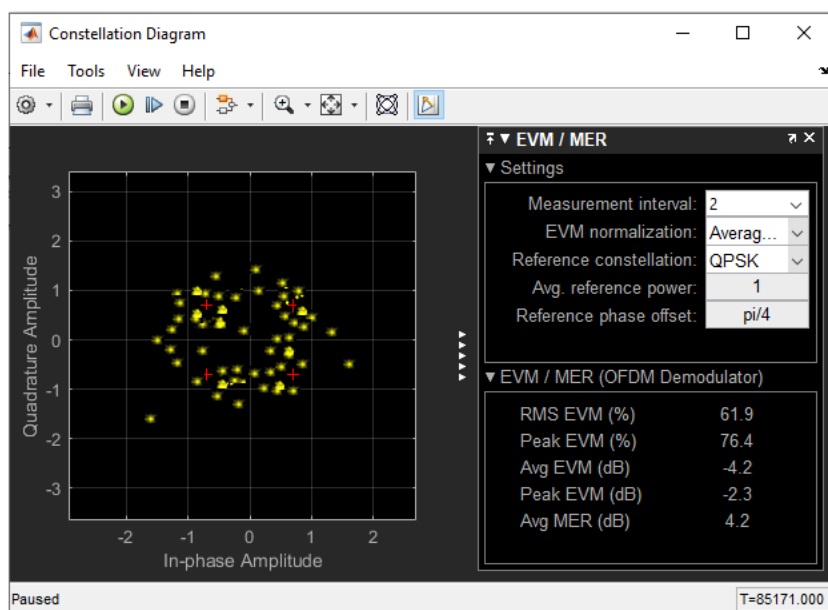 Constellation Diagram
File Tools View Help
EVM / MER
Settings
Measurement interval: 2
EVM normalization: Averag...
Reference constellation: QPSK
Avg. reference power: 1
Reference phase offset: pi/4
EVM / MER (OFDM Demodulator)
RMS EVM (%) 61.9
Peak EVM (%) 76.4
Avg EVM (dB) -4.2
Peak EVM (dB) -2.3
Avg MER (dB) 4.2
Quadrature Amplitude
3
2
1
0
-1
-2
-3
-2 -1 0 1 2
In-phase Amplitude
Paused T=85171.000